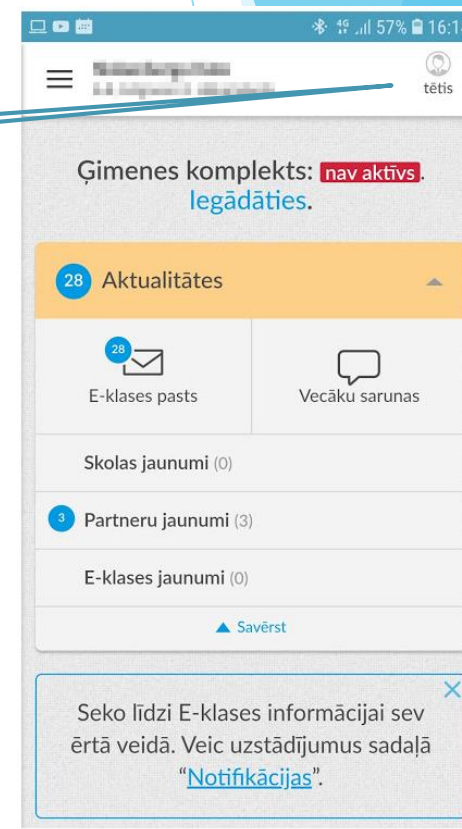 57% 16:1
tētis
Ģimenes komplekts: nav aktīvs.
Iegādāties.
28 Aktualitātes
28
E-klases pasts
Vecāku sarunas
Skolas jaunumi (0)
3 Partneru jaunumi (3)
E-klases jaunumi (0)
Savērst
Seko līdzi E-klases informācijai sev
ērtā veidā. Veic uzstādījumus sadaļā
“Notifikācijas”.